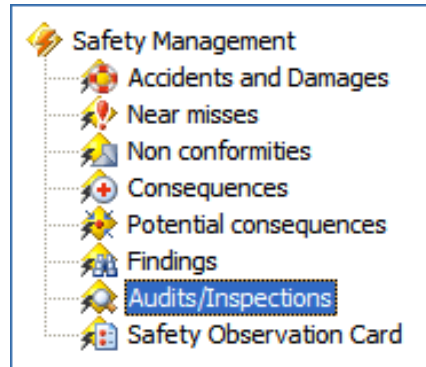 Safety Management
Accidents and Damages
Near misses
Non conformities
Consequences
Potential consequences
Findings
Audits/Inspections
Safety Observation Card